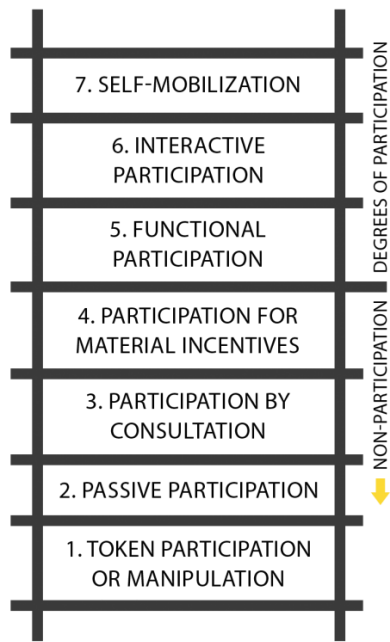 7. SELF-MOBILIZATION
6. INTERACTIVE
PARTICIPATION
5. FUNCTIONAL
PARTICIPATION
4. PARTICIPATION FOR
MATERIAL INCENTIVES
3. PARTICIPATION BY
CONSULTATION
2. PASSIVE PARTICIPATION
1. TOKEN PARTICIPATION
OR MANIPULATION
DEGREES OF PARTICIPATION
NON-PARTICIPATION